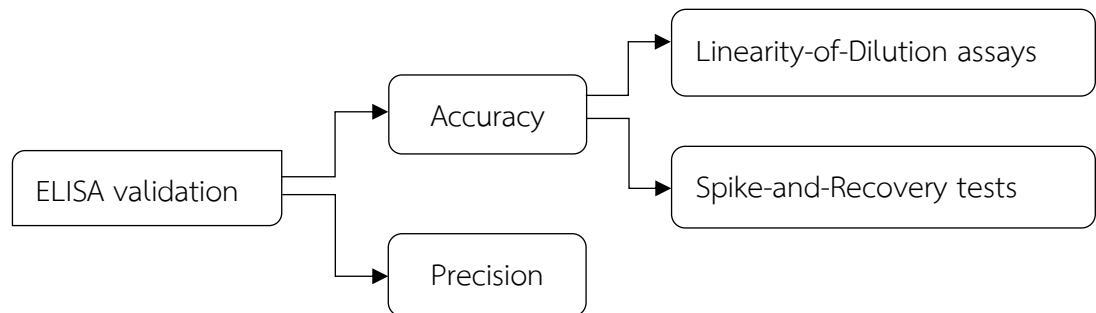 Linearity-of-Dilution assays
Accuracy
ELISA validation
Spike-and-Recovery tests
Precision